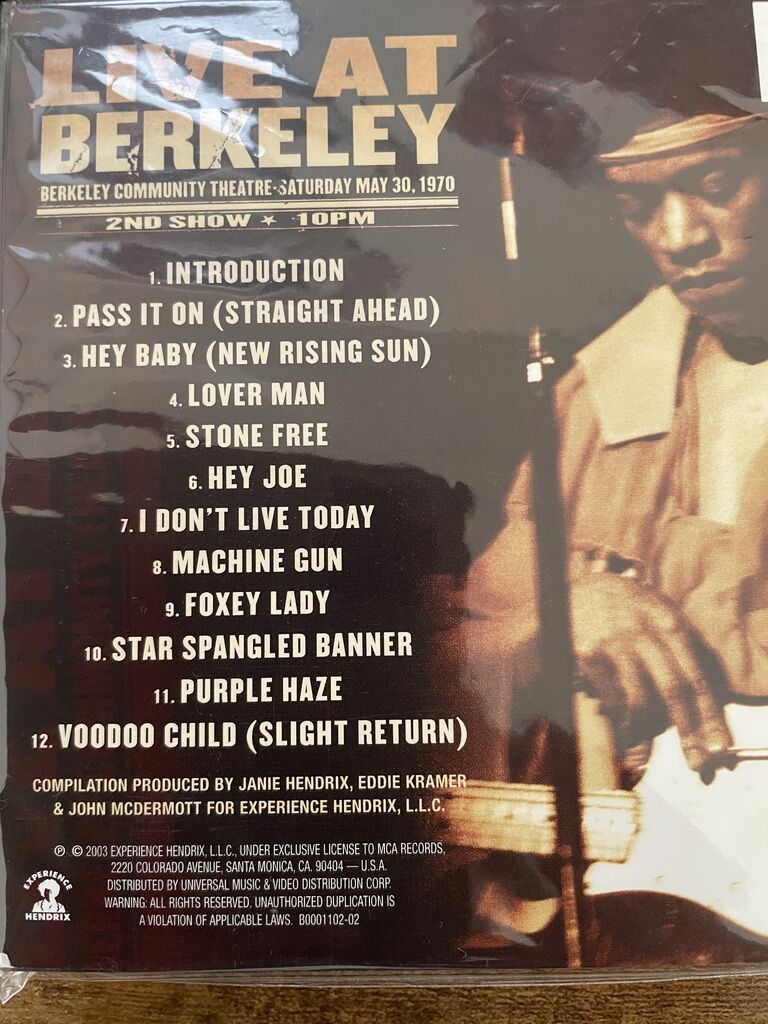 LIVE AT
BERKELEY
BERKELEY COMMUNITY THEATRE-SATURDAY MAY 30, 1970
2ND SHOW ★ 10PM
1. INTRODUCTION
2. PASS IT ON (STRAIGHT AHEAD)
3. HEY BABY (NEW RISING SUN)
4. LOVER MAN
5. STONE FREE
6. HEY JOE
7. I DON'T LIVE TODAY
8. MACHINE GUN
9. FOXEY LADY
10. STAR SPANGLED BANNER
11. PURPLE HAZE
12. VOODOO CHILD (SLIGHT RETURN)
COMPILATION PRODUCED BY JANIE HENDRIX, EDDIE KRAMER
& JOHN MCDERMOTT FOR EXPERIENCE HENDRIX, L.L.C.
℗ © 2003 EXPERIENCE HENDRIX, L.L.C., UNDER EXCLUSIVE LICENSE TO MCA RECORDS,
2220 COLORADO AVENUE, SANTA MONICA, CA. 90404 — U.S.A.
DISTRIBUTED BY UNIVERSAL MUSIC & VIDEO DISTRIBUTION CORP.
WARNING: ALL RIGHTS RESERVED. UNAUTHORIZED DUPLICATION IS
A VIOLATION OF APPLICABLE LAWS. B0001102-02
EXPERIENCE
HENDRIX